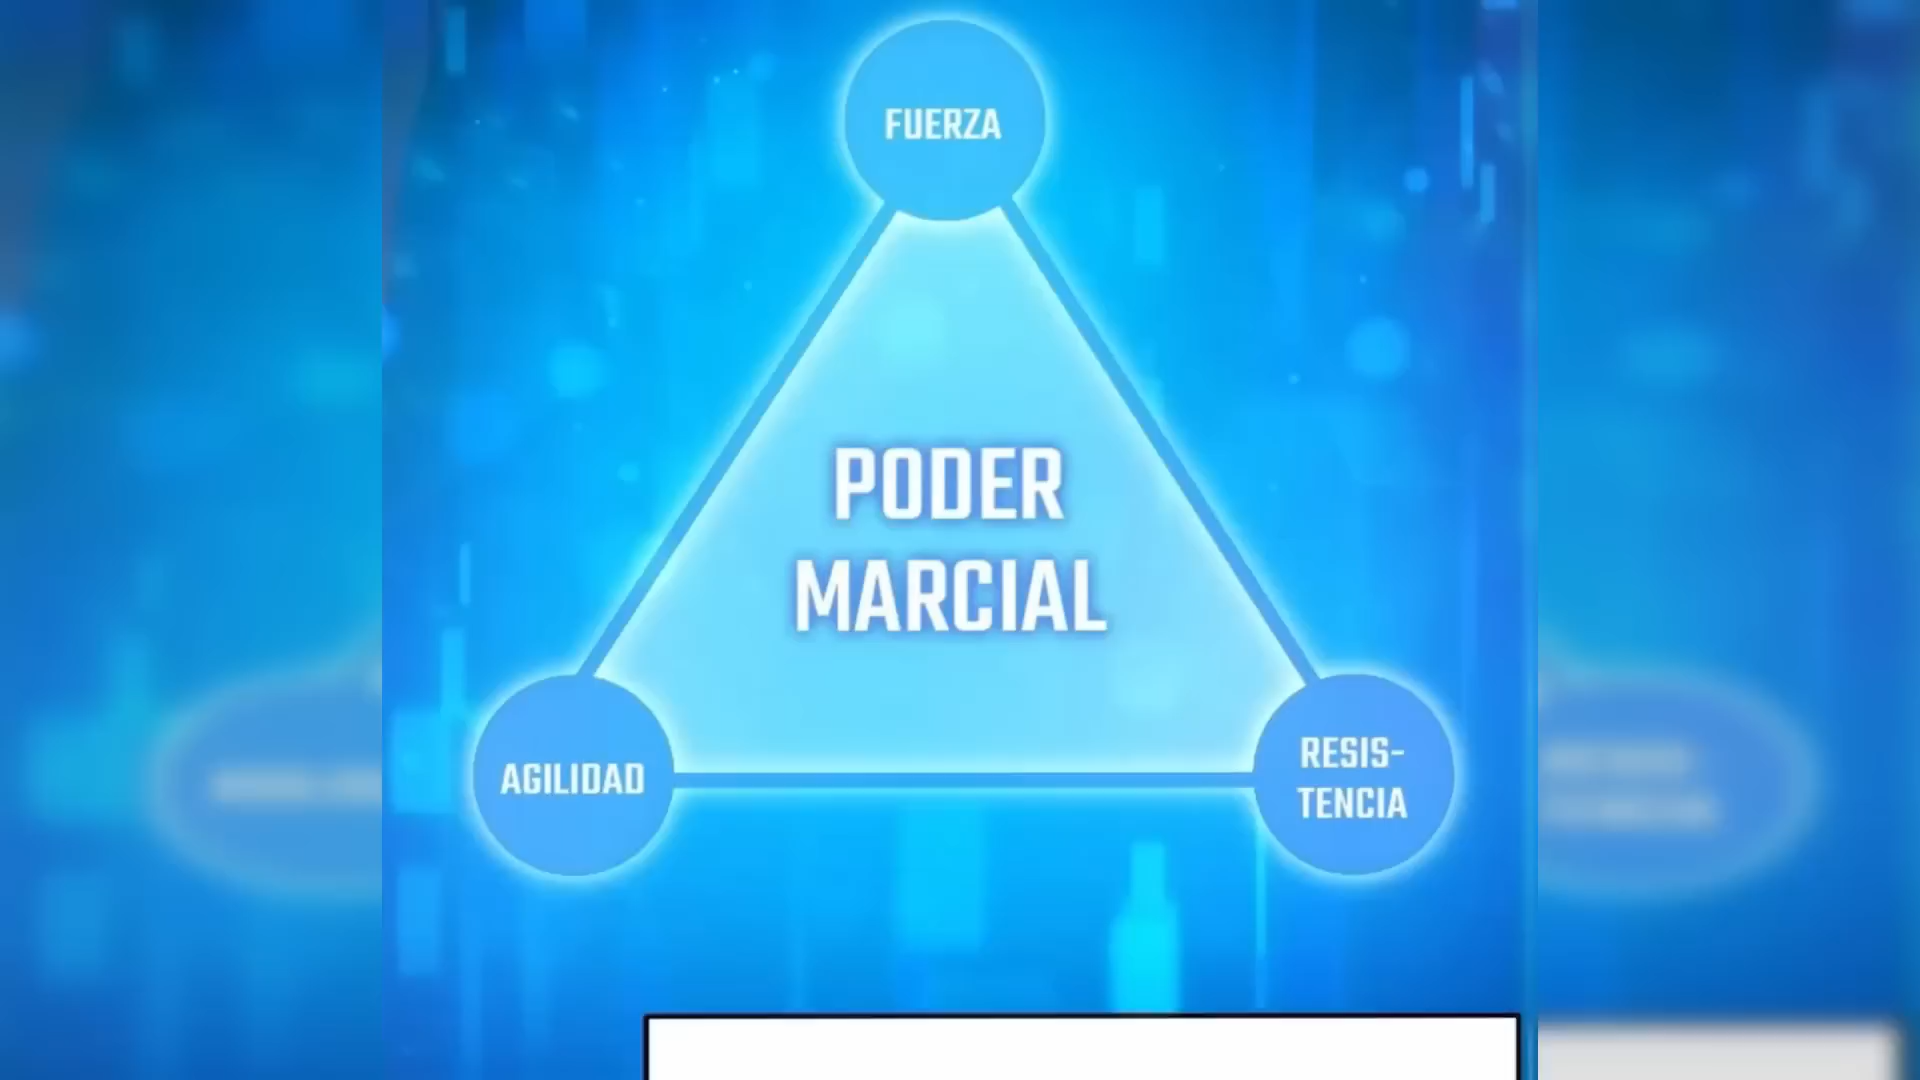 FUERZA
PODER
MARCIAL
AGILIDAD
RESIS-
TENCIA